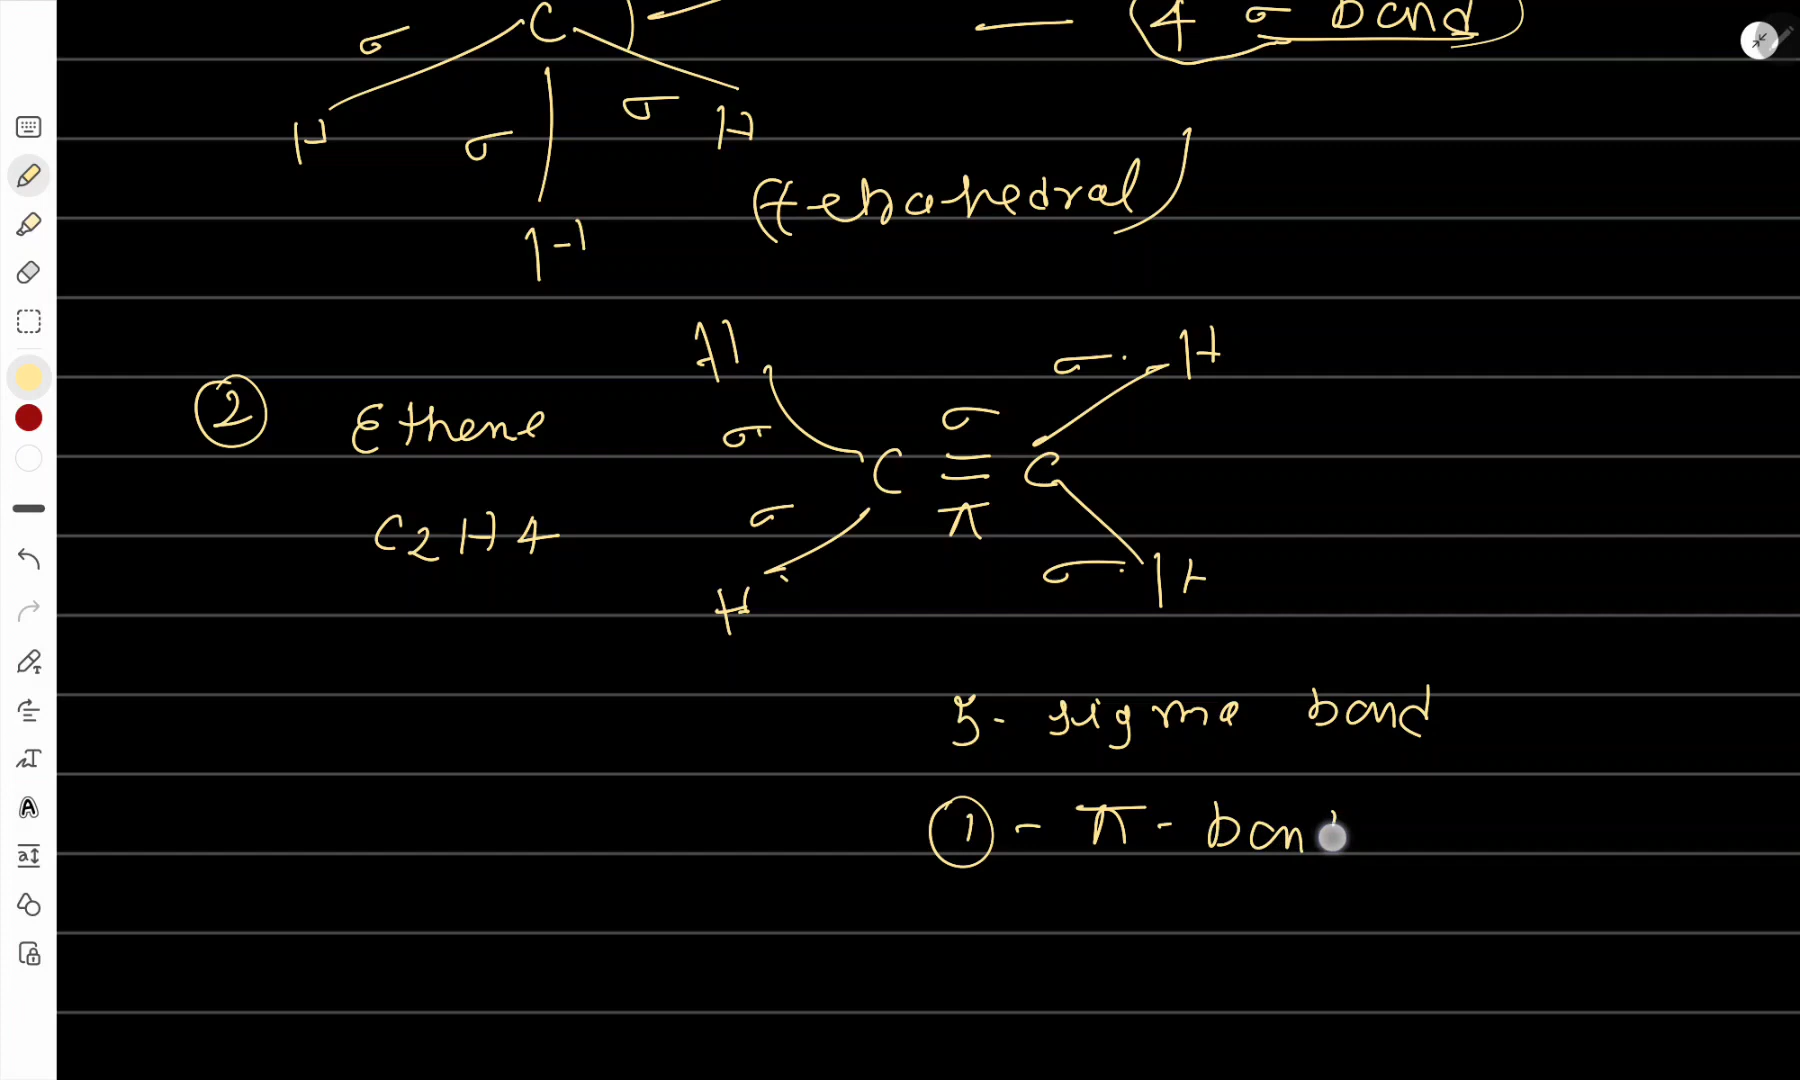 σ C — (4 σ bond)
H σ σ H
H (tetrahedral)
H σ H
② Ethene σ σ
C = C
C2H4 σ π σ
H H
5 - sigma bond
① - π - bon